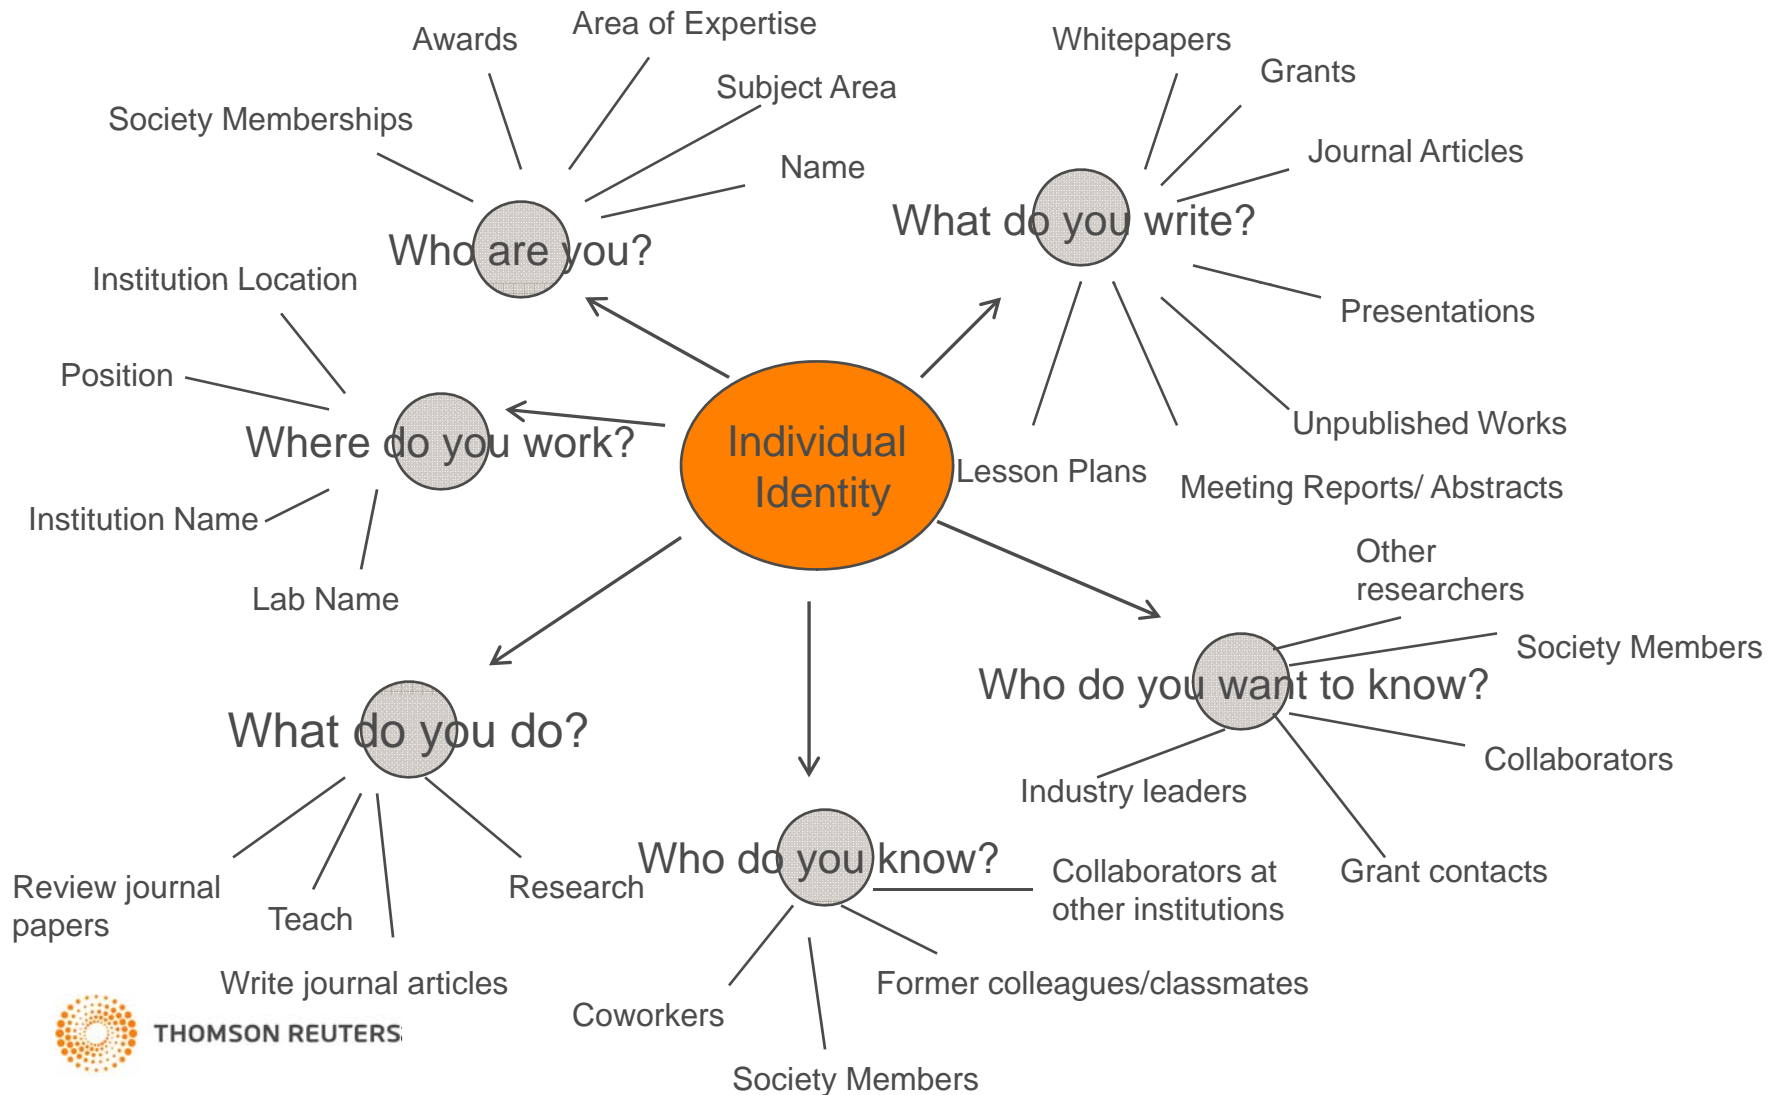 Awards
Area of Expertise
Subject Area
Society Memberships
Name
Who are you?
Whitepapers
Grants
Journal Articles
What do you write?
Presentations
Unpublished Works
Meeting Reports/ Abstracts
Lesson Plans
Institution Location
Position
Where do you work?
Institution Name
Lab Name
Individual
Identity
Other
researchers
Society Members
Who do you want to know?
Collaborators
Industry leaders
Grant contacts
What do you do?
Review journal
papers
Teach
Write journal articles
Research
Who do you know?
Collaborators at
other institutions
Former colleagues/classmates
Coworkers
Society Members
THOMSON REUTERS